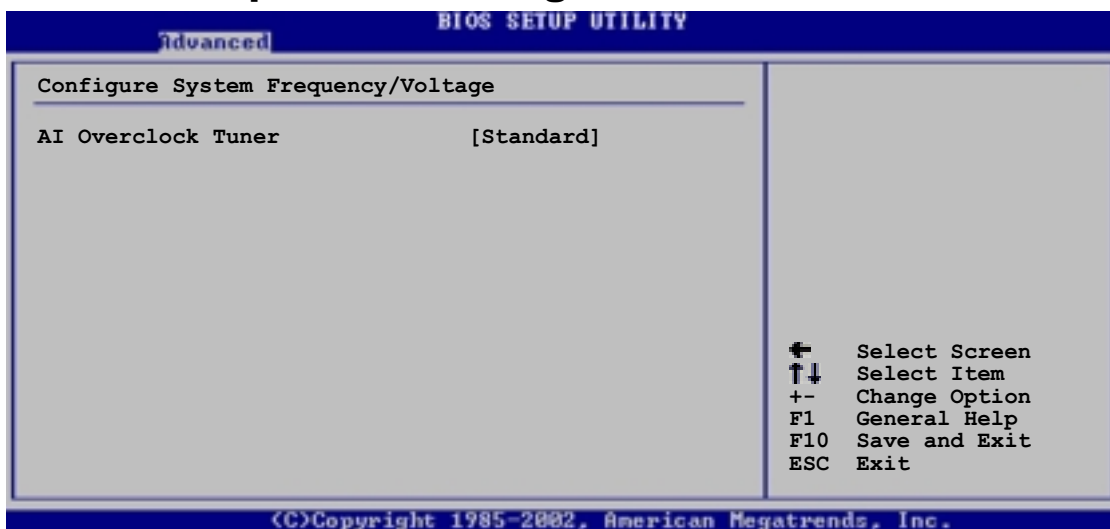 BIOS SETUP UTILITY
Advanced
Configure System Frequency/Voltage
AI Overclock Tuner [Standard]
← Select Screen
↑↓ Select Item
+- Change Option
F1 General Help
F10 Save and Exit
ESC Exit
(C)Copyright 1985-2002, American Megatrends, Inc.